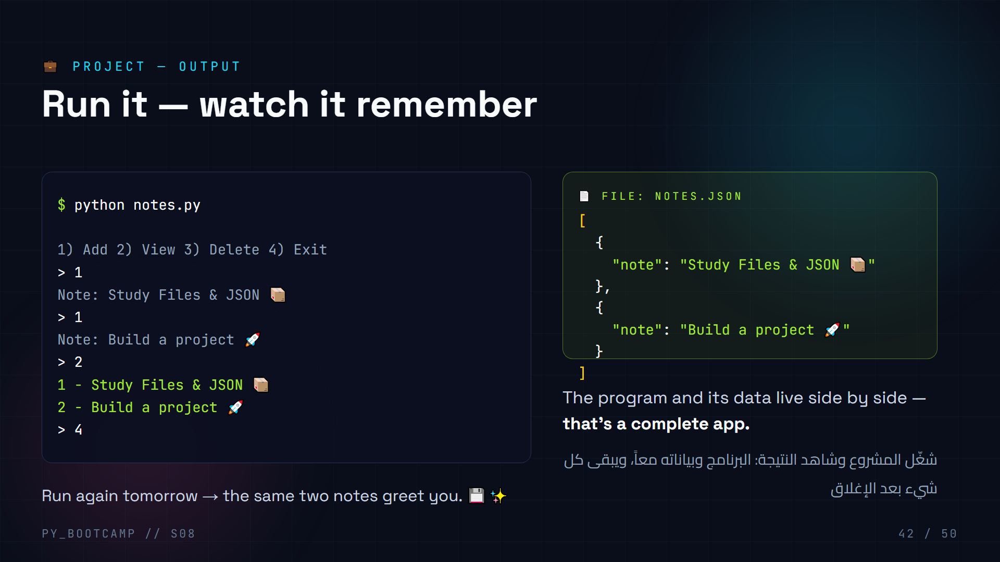 💼 PROJECT — OUTPUT
Run it — watch it remember
$ python notes.py
1) Add 2) View 3) Delete 4) Exit
> 1
Note: Study Files & JSON 📦
> 1
Note: Build a project 🚀
> 2
1 - Study Files & JSON 📦
2 - Build a project 🚀
> 4
Run again tomorrow → the same two notes greet you. 💾 ✨
📄 FILE: NOTES.JSON
[
  {
    "note": "Study Files & JSON 📦"
  },
  {
    "note": "Build a project 🚀"
  }
]
The program and its data live side by side —
that's a complete app.
شغّل المشروع وشاهد النتيجة: البرنامج وبياناته معاً، ويبقى كل
شيء بعد الإغلاق
PY_BOOTCAMP // S08
42 / 50